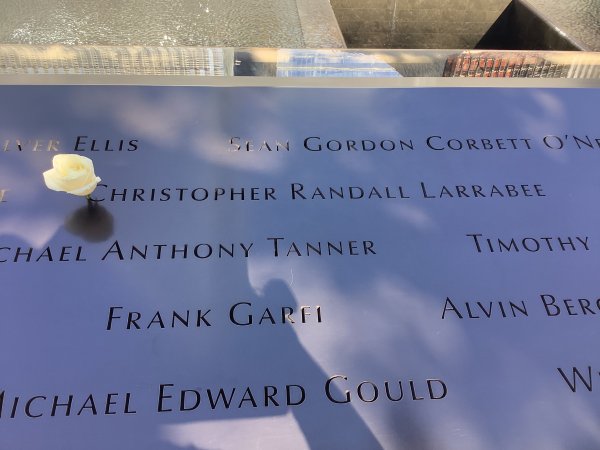 ELLIS SEAN GORDON CORBETT
CHRISTOPHER RANDALL LARRABEE
ANTHONY TANNER TIMOTHY
FRANK GARFI ALVIN
MICHAEL EDWARD GOULD